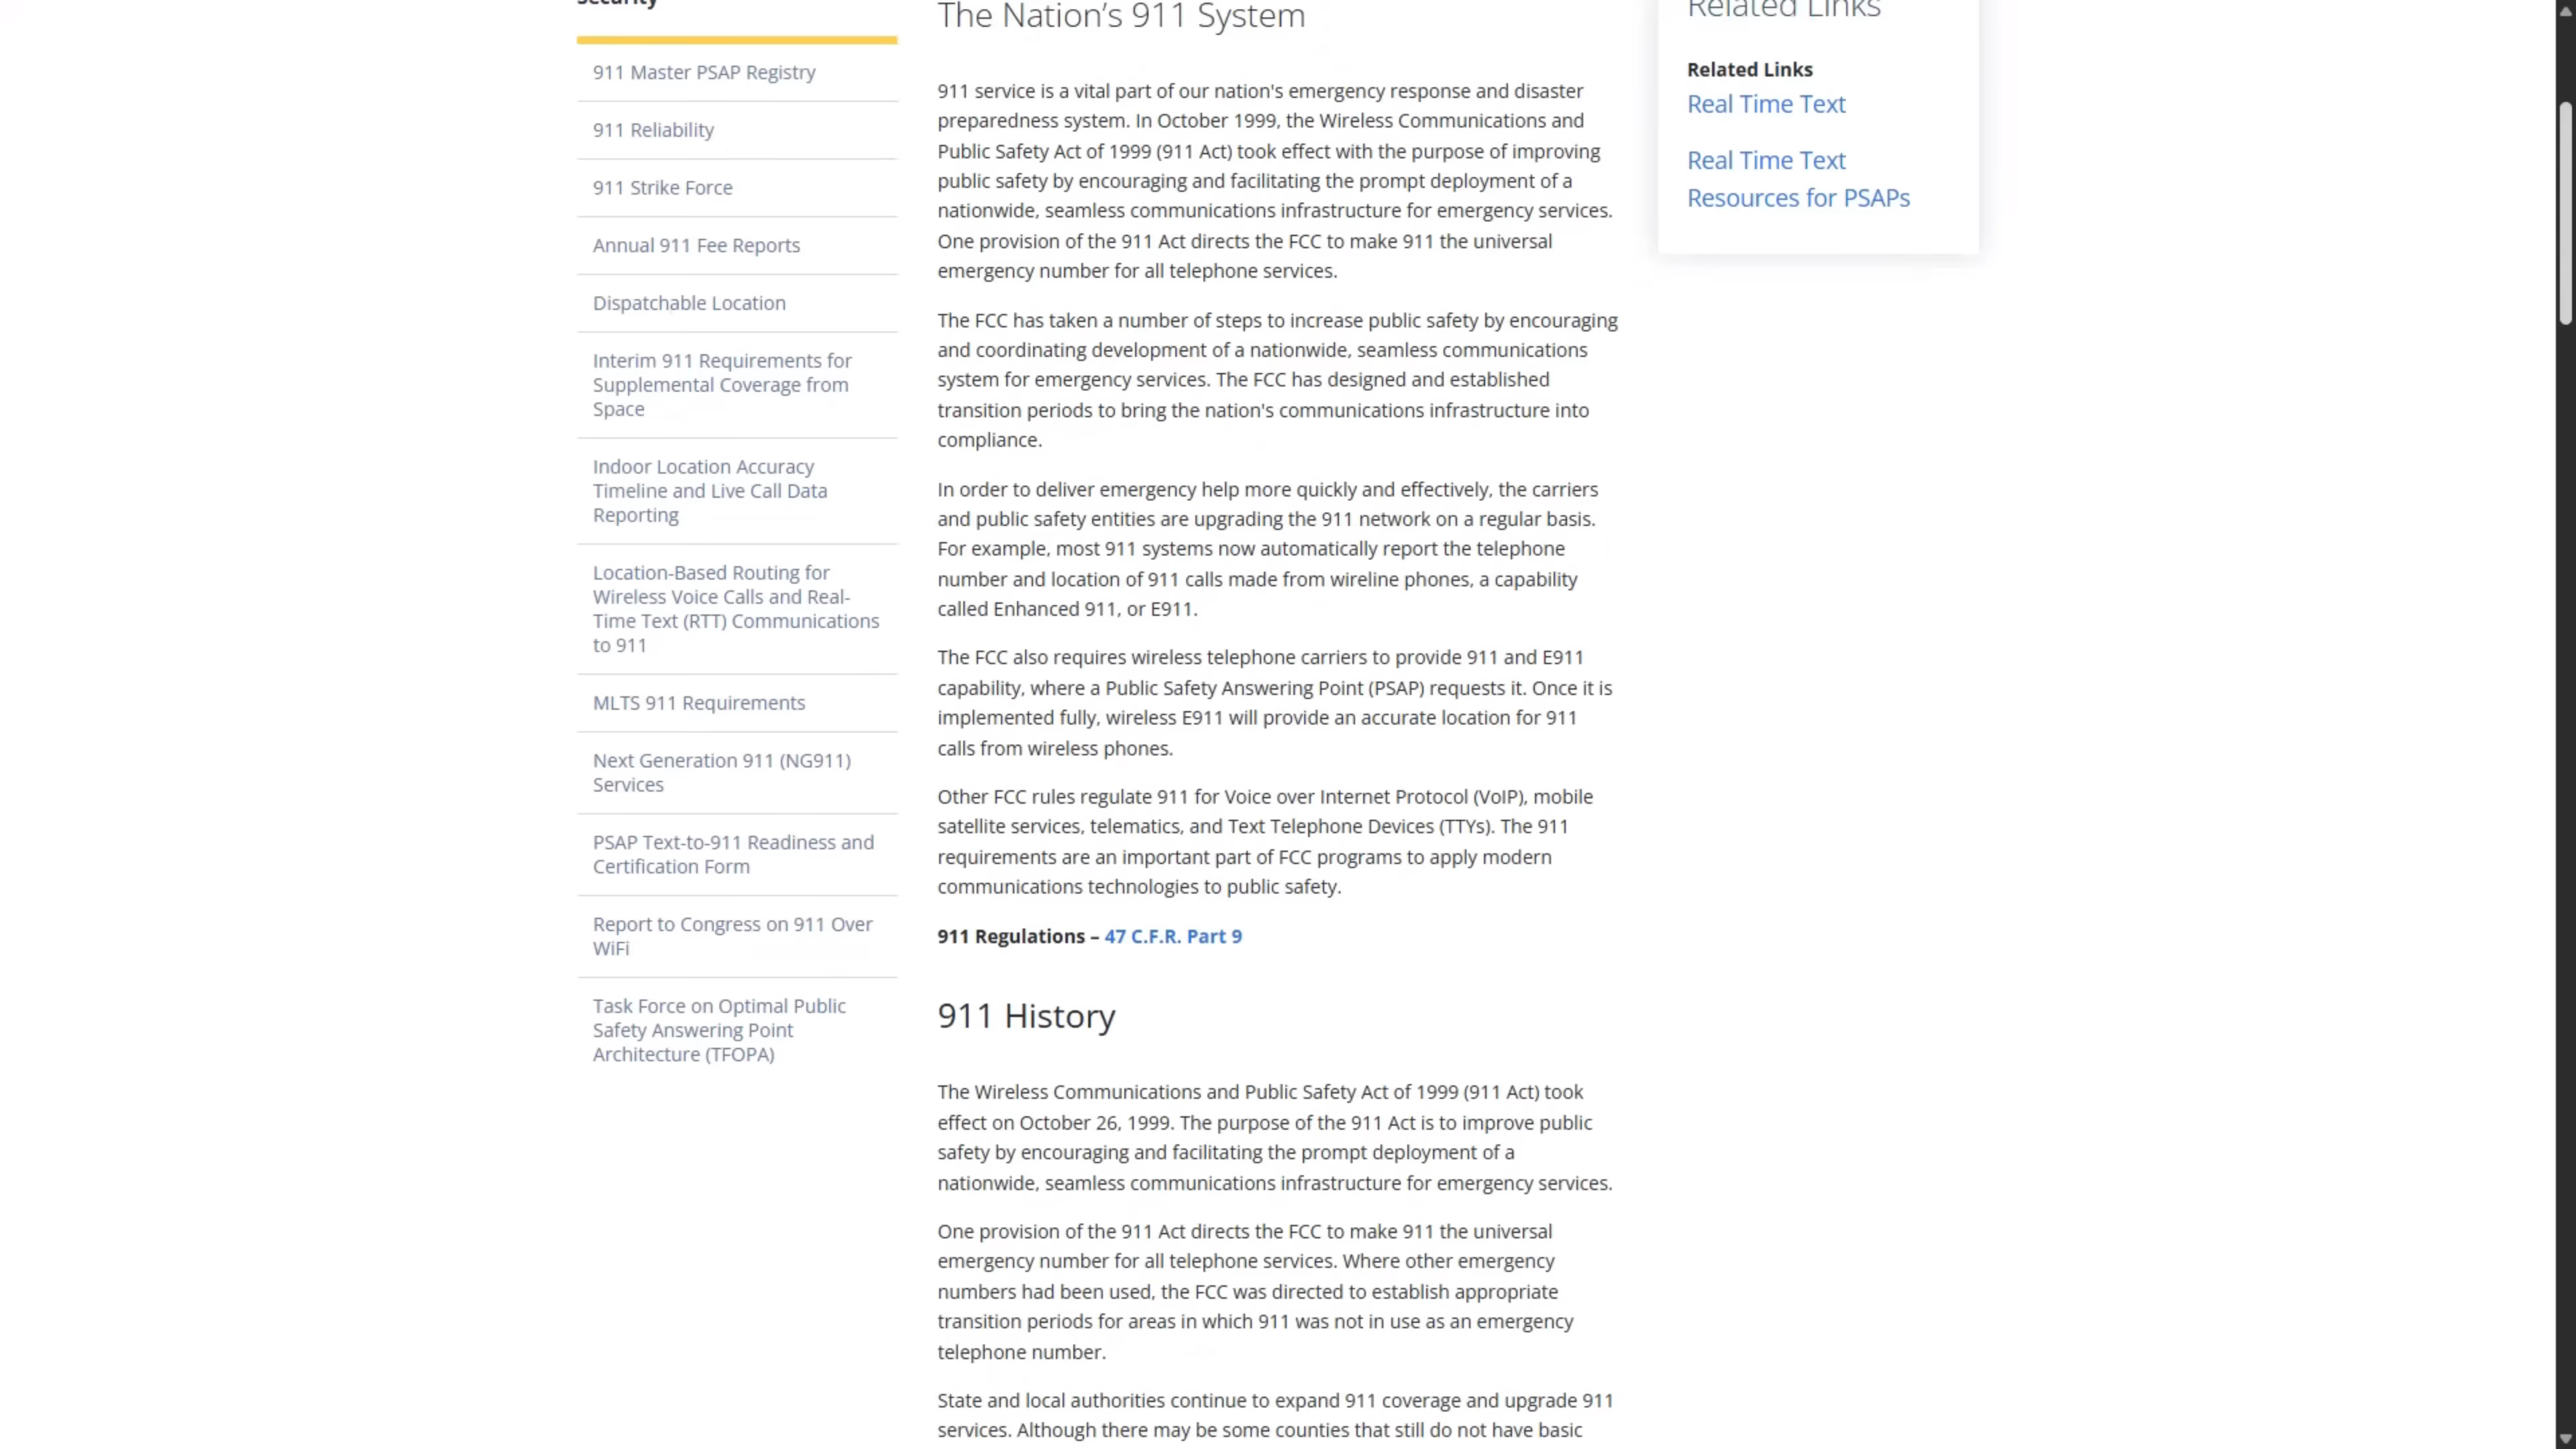 Security
911 Master PSAP Registry
911 Reliability
911 Strike Force
Annual 911 Fee Reports
Dispatchable Location
Interim 911 Requirements for
Supplemental Coverage from
Space
Indoor Location Accuracy
Timeline and Live Call Data
Reporting
Location-Based Routing for
Wireless Voice Calls and Real-
Time Text (RTT) Communications
to 911
MLTS 911 Requirements
Next Generation 911 (NG911)
Services
PSAP Text-to-911 Readiness and
Certification Form
Report to Congress on 911 Over
WiFi
Task Force on Optimal Public
Safety Answering Point
Architecture (TFOPA)
The Nation’s 911 System
911 service is a vital part of our nation's emergency response and disaster
preparedness system. In October 1999, the Wireless Communications and
Public Safety Act of 1999 (911 Act) took effect with the purpose of improving
public safety by encouraging and facilitating the prompt deployment of a
nationwide, seamless communications infrastructure for emergency services.
One provision of the 911 Act directs the FCC to make 911 the universal
emergency number for all telephone services.
The FCC has taken a number of steps to increase public safety by encouraging
and coordinating development of a nationwide, seamless communications
system for emergency services. The FCC has designed and established
transition periods to bring the nation's communications infrastructure into
compliance.
In order to deliver emergency help more quickly and effectively, the carriers
and public safety entities are upgrading the 911 network on a regular basis.
For example, most 911 systems now automatically report the telephone
number and location of 911 calls made from wireline phones, a capability
called Enhanced 911, or E911.
The FCC also requires wireless telephone carriers to provide 911 and E911
capability, where a Public Safety Answering Point (PSAP) requests it. Once it is
implemented fully, wireless E911 will provide an accurate location for 911
calls from wireless phones.
Other FCC rules regulate 911 for Voice over Internet Protocol (VoIP), mobile
satellite services, telematics, and Text Telephone Devices (TTYs). The 911
requirements are an important part of FCC programs to apply modern
communications technologies to public safety.
911 Regulations – 47 C.F.R. Part 9
911 History
The Wireless Communications and Public Safety Act of 1999 (911 Act) took
effect on October 26, 1999. The purpose of the 911 Act is to improve public
safety by encouraging and facilitating the prompt deployment of a
nationwide, seamless communications infrastructure for emergency services.
One provision of the 911 Act directs the FCC to make 911 the universal
emergency number for all telephone services. Where other emergency
numbers had been used, the FCC was directed to establish appropriate
transition periods for areas in which 911 was not in use as an emergency
telephone number.
State and local authorities continue to expand 911 coverage and upgrade 911
services. Although there may be some counties that still do not have basic
Related Links
Related Links
Real Time Text
Real Time Text
Resources for PSAPs